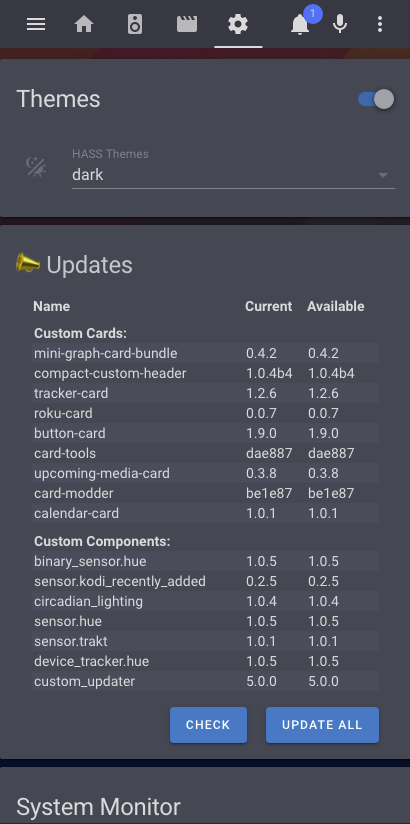 1
Themes
HASS Themes
dark
Updates
Name Current Available
Custom Cards:
mini-graph-card-bundle 0.4.2 0.4.2
compact-custom-header 1.0.4b4 1.0.4b4
tracker-card 1.2.6 1.2.6
roku-card 0.0.7 0.0.7
button-card 1.9.0 1.9.0
card-tools dae887 dae887
upcoming-media-card 0.3.8 0.3.8
card-modder be1e87 be1e87
calendar-card 1.0.1 1.0.1
Custom Components:
binary_sensor.hue 1.0.5 1.0.5
sensor.kodi_recently_added 0.2.5 0.2.5
circadian_lighting 1.0.4 1.0.4
sensor.hue 1.0.5 1.0.5
sensor.trakt 1.0.1 1.0.1
device_tracker.hue 1.0.5 1.0.5
custom_updater 5.0.0 5.0.0
CHECK UPDATE ALL
System Monitor